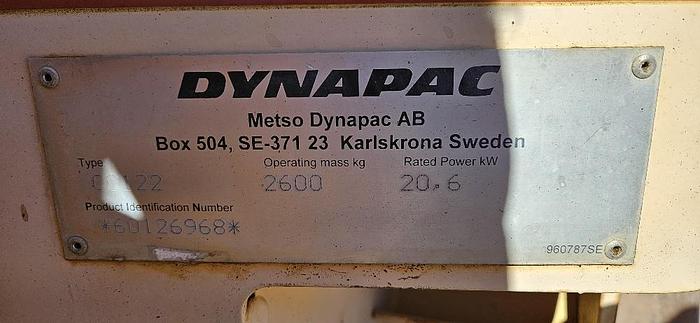 DYNAPAC
Metso Dynapac AB
Box 504, SE-371 23 Karlskrona Sweden
Type Operating mass kg Rated Power kW
2600 20.6
Product Identification Number
*60126968*
960787SE